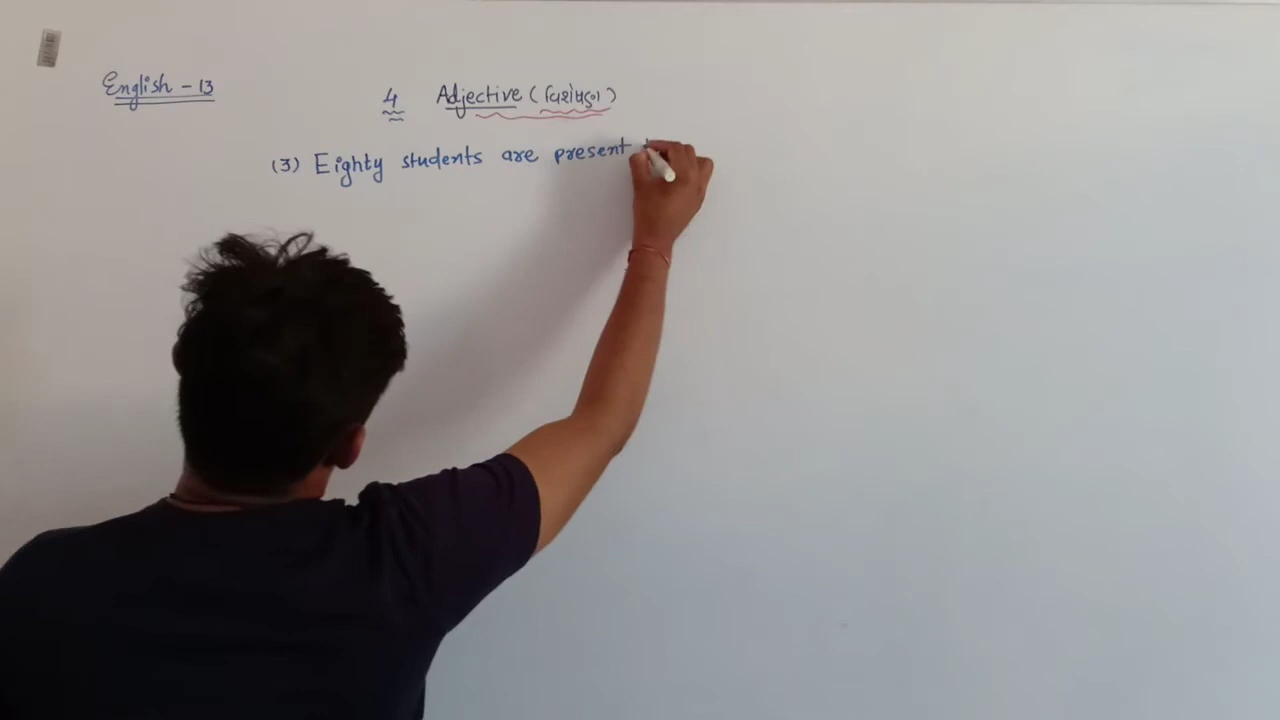 English - 13
4 Adjective (વિશેષણ)
(3) Eighty students are present